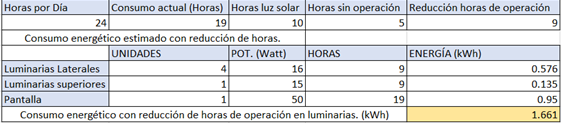 Horas por Día Consumo actual (Horas) Horas luz solar Horas sin operación Reducción horas de operación
24 19 10 5 9
Consumo energético estimado con reducción de horas.
UNIDADES POT. (Watt) HORAS ENERGÍA (kWh)
Luminarias Laterales 4 16 9 0.576
Luminarias superiores 1 15 9 0.135
Pantalla 1 50 19 0.95
Consumo energético con reducción de horas de operación en luminarias. (kWh) 1.661